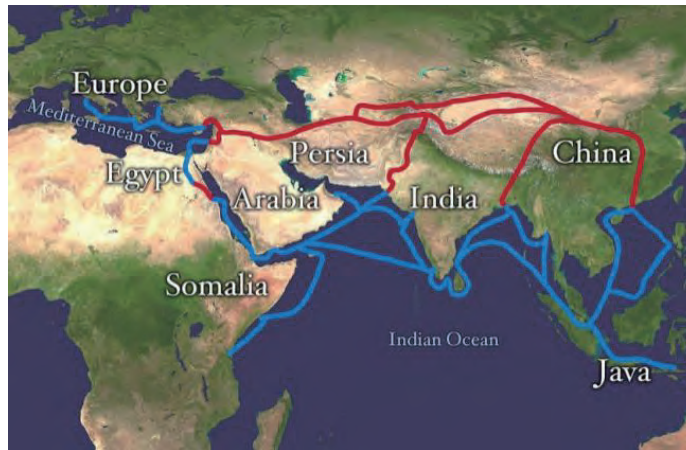 Europe
Mediterranean Sea
Egypt
Persia
Arabia
India
China
Somalia
Indian Ocean
Java